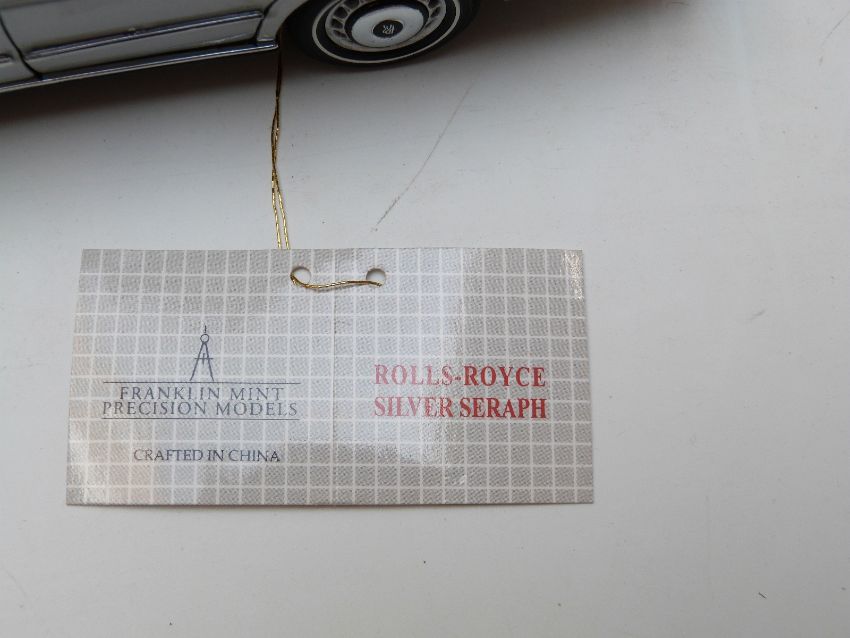 FRANKLIN MINT
PRECISION MODELS
CRAFTED IN CHINA
ROLLS-ROYCE
SILVER SERAPH